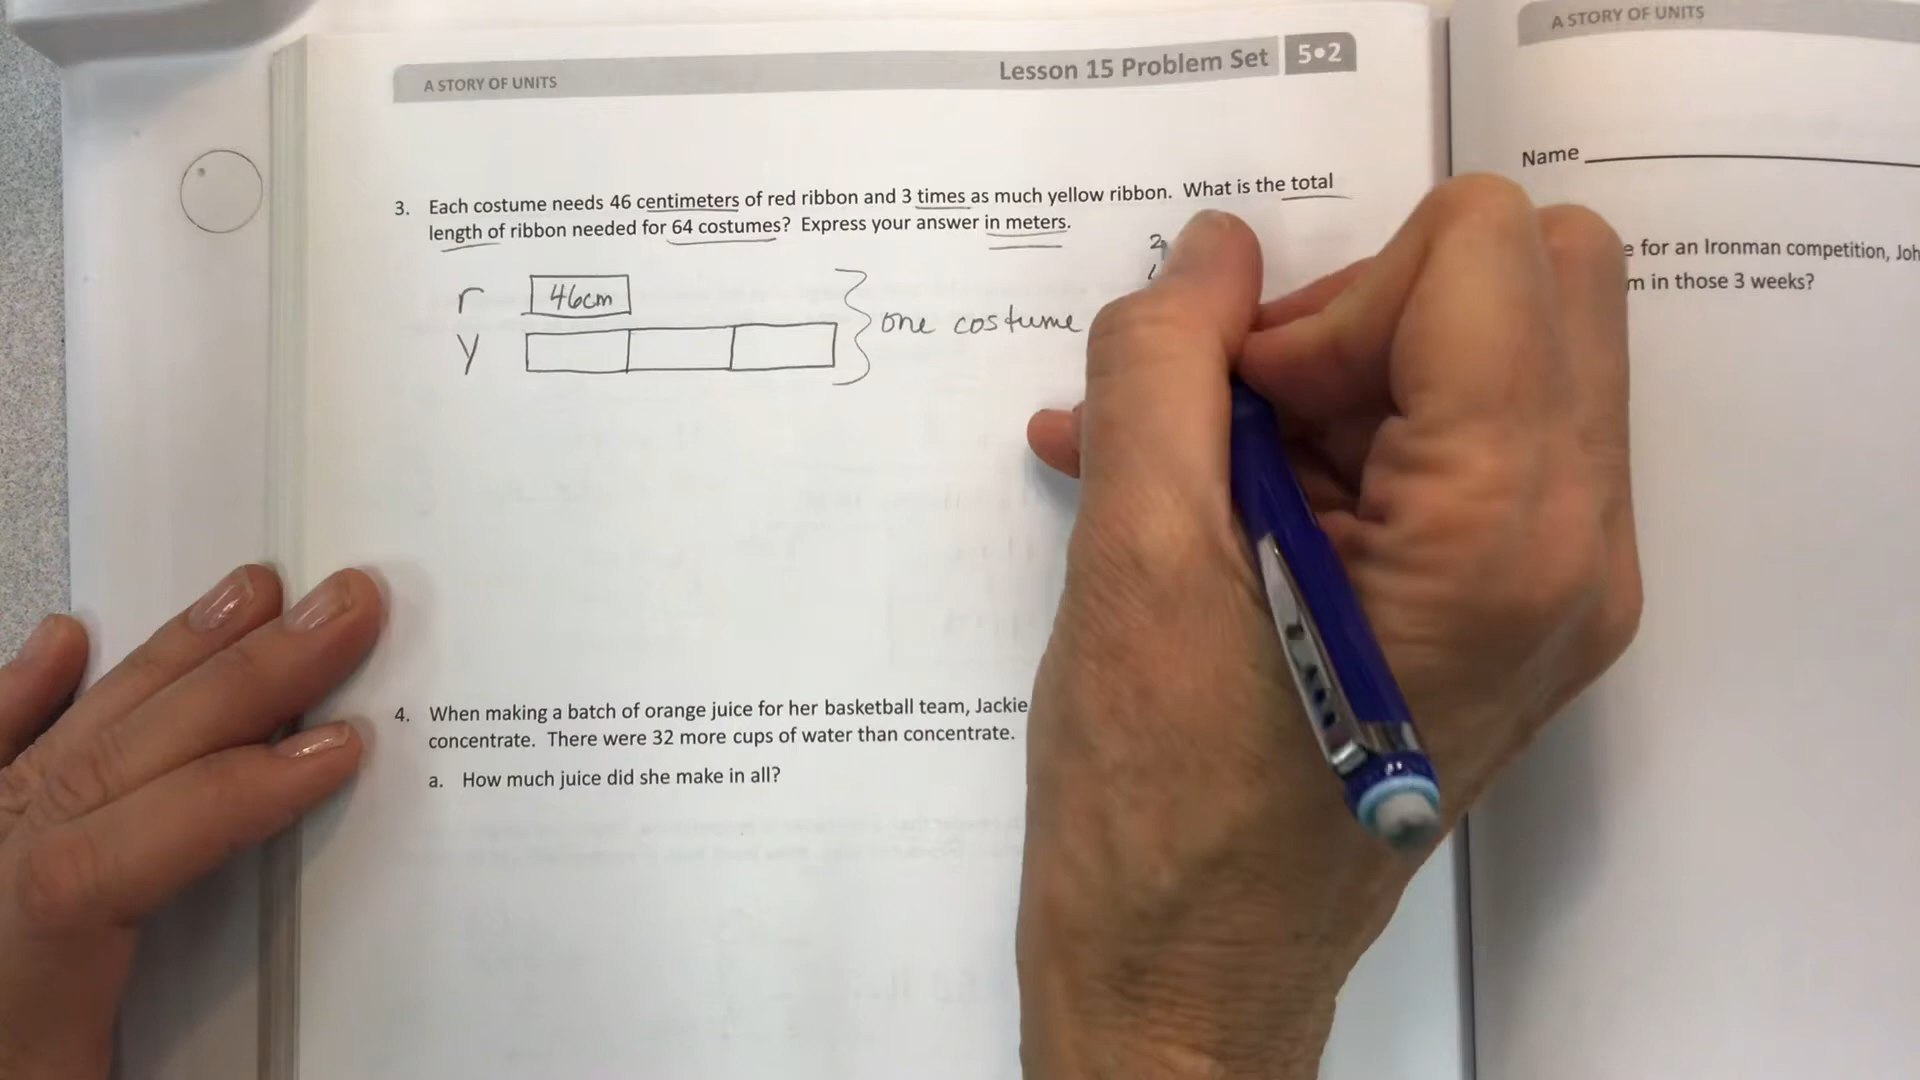 A STORY OF UNITS
Lesson 15 Problem Set 5•2
3. Each costume needs 46 centimeters of red ribbon and 3 times as much yellow ribbon. What is the total
length of ribbon needed for 64 costumes? Express your answer in meters.
r 46cm
y
one costume
2
4. When making a batch of orange juice for her basketball team, Jackie
concentrate. There were 32 more cups of water than concentrate.
a. How much juice did she make in all?
A STORY OF UNITS
Name
for an Ironman competition, Joh
in those 3 weeks?